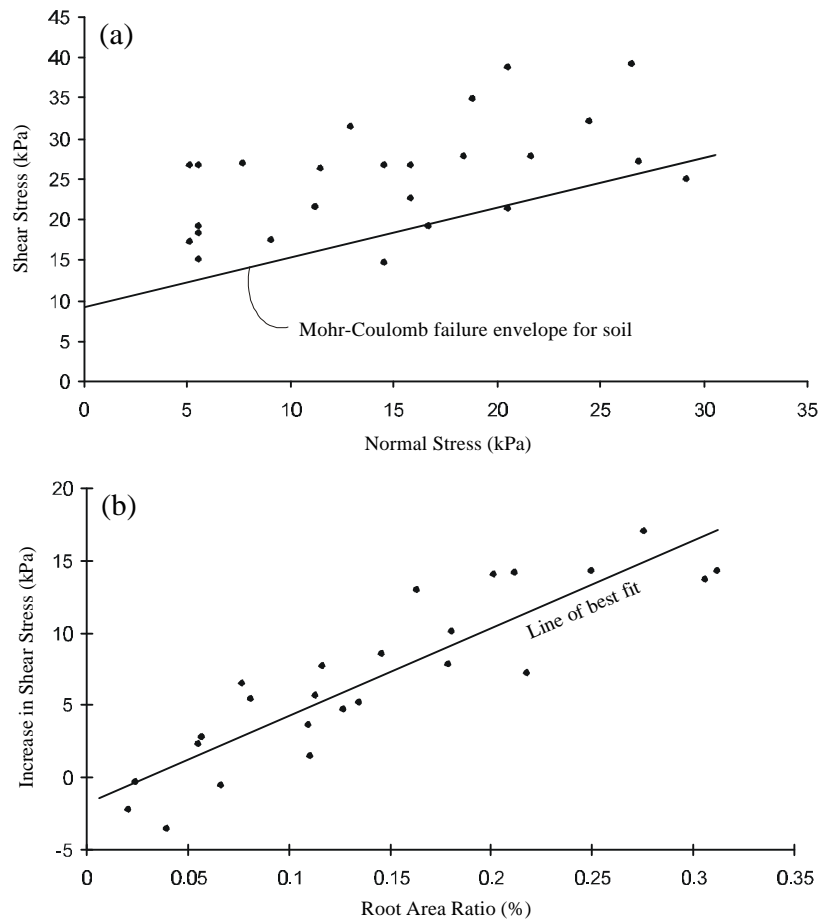 (a)
45
40
35
30
25
20
15
10
5
0
Shear Stress (kPa)
Mohr-Coulomb failure envelope for soil
0 5 10 15 20 25 30 35
Normal Stress (kPa)
(b)
20
15
10
5
0
-5
Increase in Shear Stress (kPa)
Line of best fit
0 0.05 0.1 0.15 0.2 0.25 0.3 0.35
Root Area Ratio (%)